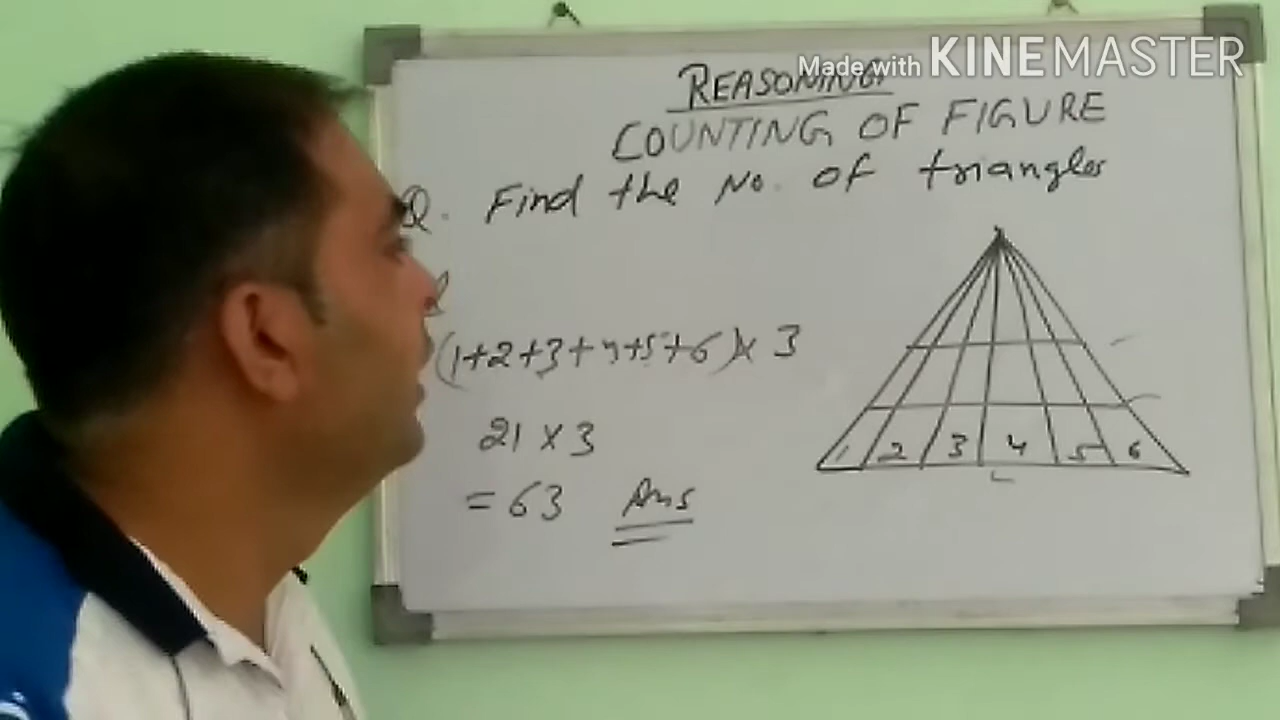 Made with KINEMASTER
REASONING
COUNTING OF FIGURE
Q. Find the No. of triangles
(1+2+3+4+5+6) x 3
21 x 3
= 63 Ans
1 2 3 4 5 6